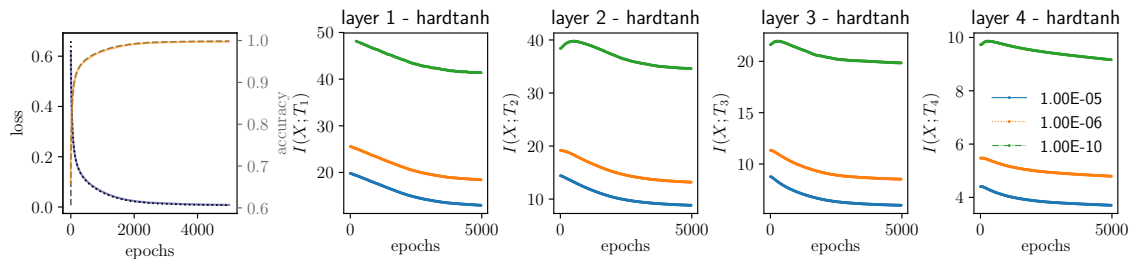 layer 1 - hardtanh
layer 2 - hardtanh
layer 3 - hardtanh
layer 4 - hardtanh
loss
0.6
0.4
0.2
0.0
0
2000
4000
epochs
1.0
0.9
0.8
0.7
0.6
accuracy
I(X;T₁)
50
40
30
20
0
5000
epochs
I(X;T₂)
40
30
20
10
0
5000
epochs
I(X;T₃)
20
10
0
5000
epochs
I(X;T₄)
10
8
6
4
0
5000
epochs
1.00E-05
1.00E-06
1.00E-10